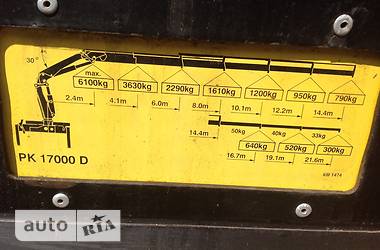 30°
max.
6100kg 3630kg 2290kg 1610kg 1200kg 950kg 790kg
2.4m 4.1m 6.0m 8.0m 10.1m 12.2m 14.4m
14.4m 50kg 40kg 33kg
640kg 520kg 300kg
16.7m 19.1m 21.6m
PK 17000 D
auto RIA